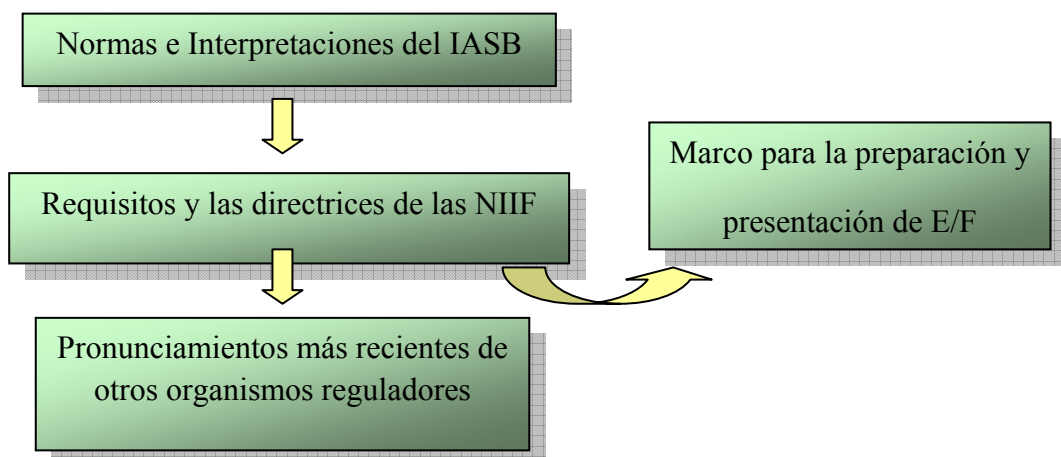 Normas e Interpretaciones del IASB
Requisitos y las directrices de las NIIF
Marco para la preparación y
presentación de E/F
Pronunciamientos más recientes de
otros organismos reguladores